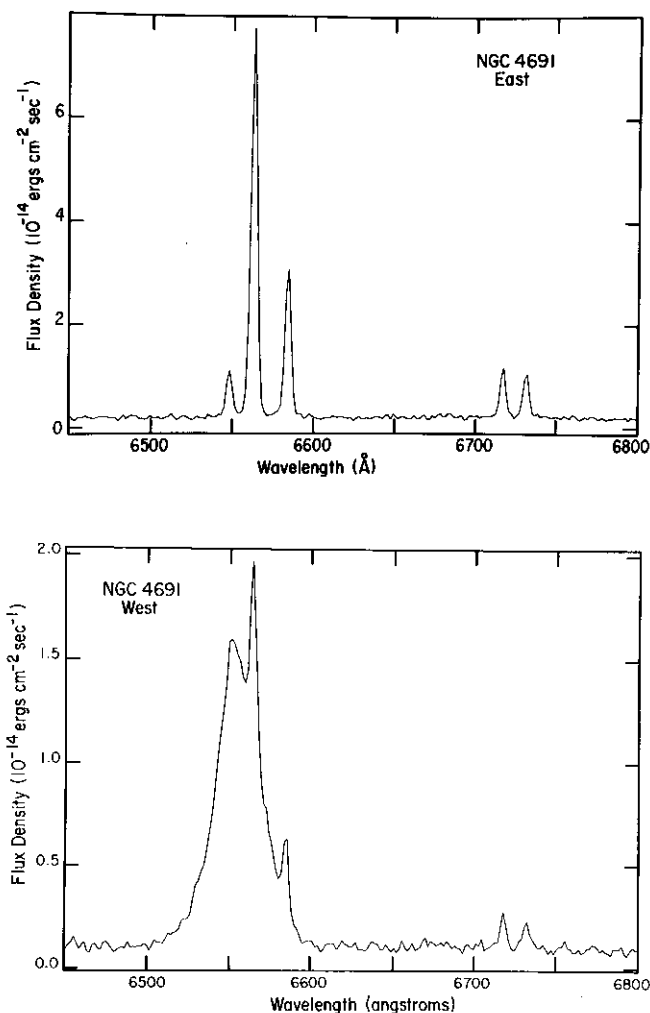 NGC 4691
East
6
4
2
0
Flux Density (10⁻¹⁴ ergs cm⁻² sec⁻¹)
6500
6600
6700
6800
Wavelength (Å)
NGC 4691
West
2.0
1.5
1.0
0.5
0.0
Flux Density (10⁻¹⁴ ergs cm⁻² sec⁻¹)
6500
6600
6700
6800
Wavelength (angstroms)